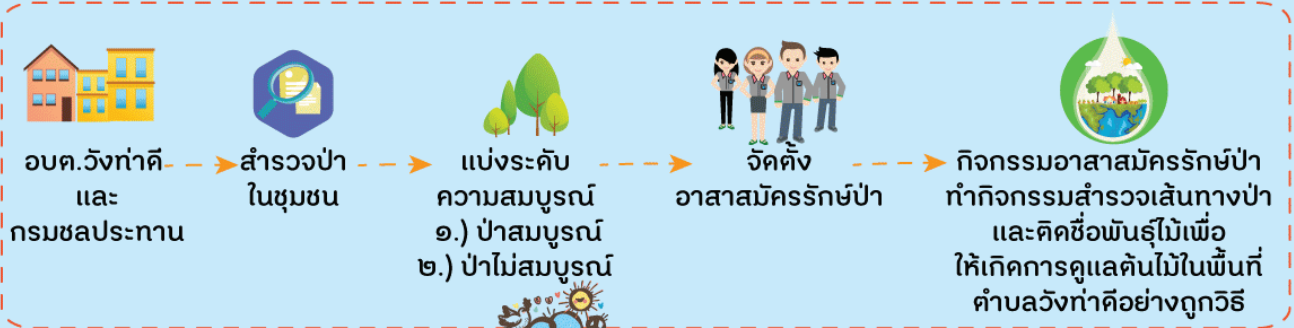 อบต.วังท่าดี
และ
กรมชลประทาน
สำรวจป่า
ในชุมชน
แบ่งระดับ
ความสมบูรณ์
๑.) ป่าสมบูรณ์
๒.) ป่าไม่สมบูรณ์
จัดตั้ง
อาสาสมัครรักษ์ป่า
กิจกรรมอาสาสมัครรักษ์ป่า
ทำกิจกรรมสำรวจเส้นทางป่า
และติดชื่อพันธุ์ไม้เพื่อ
ให้เกิดการดูแลต้นไม้ในพื้นที่
ตำบลวังท่าดีอย่างถูกวิธี